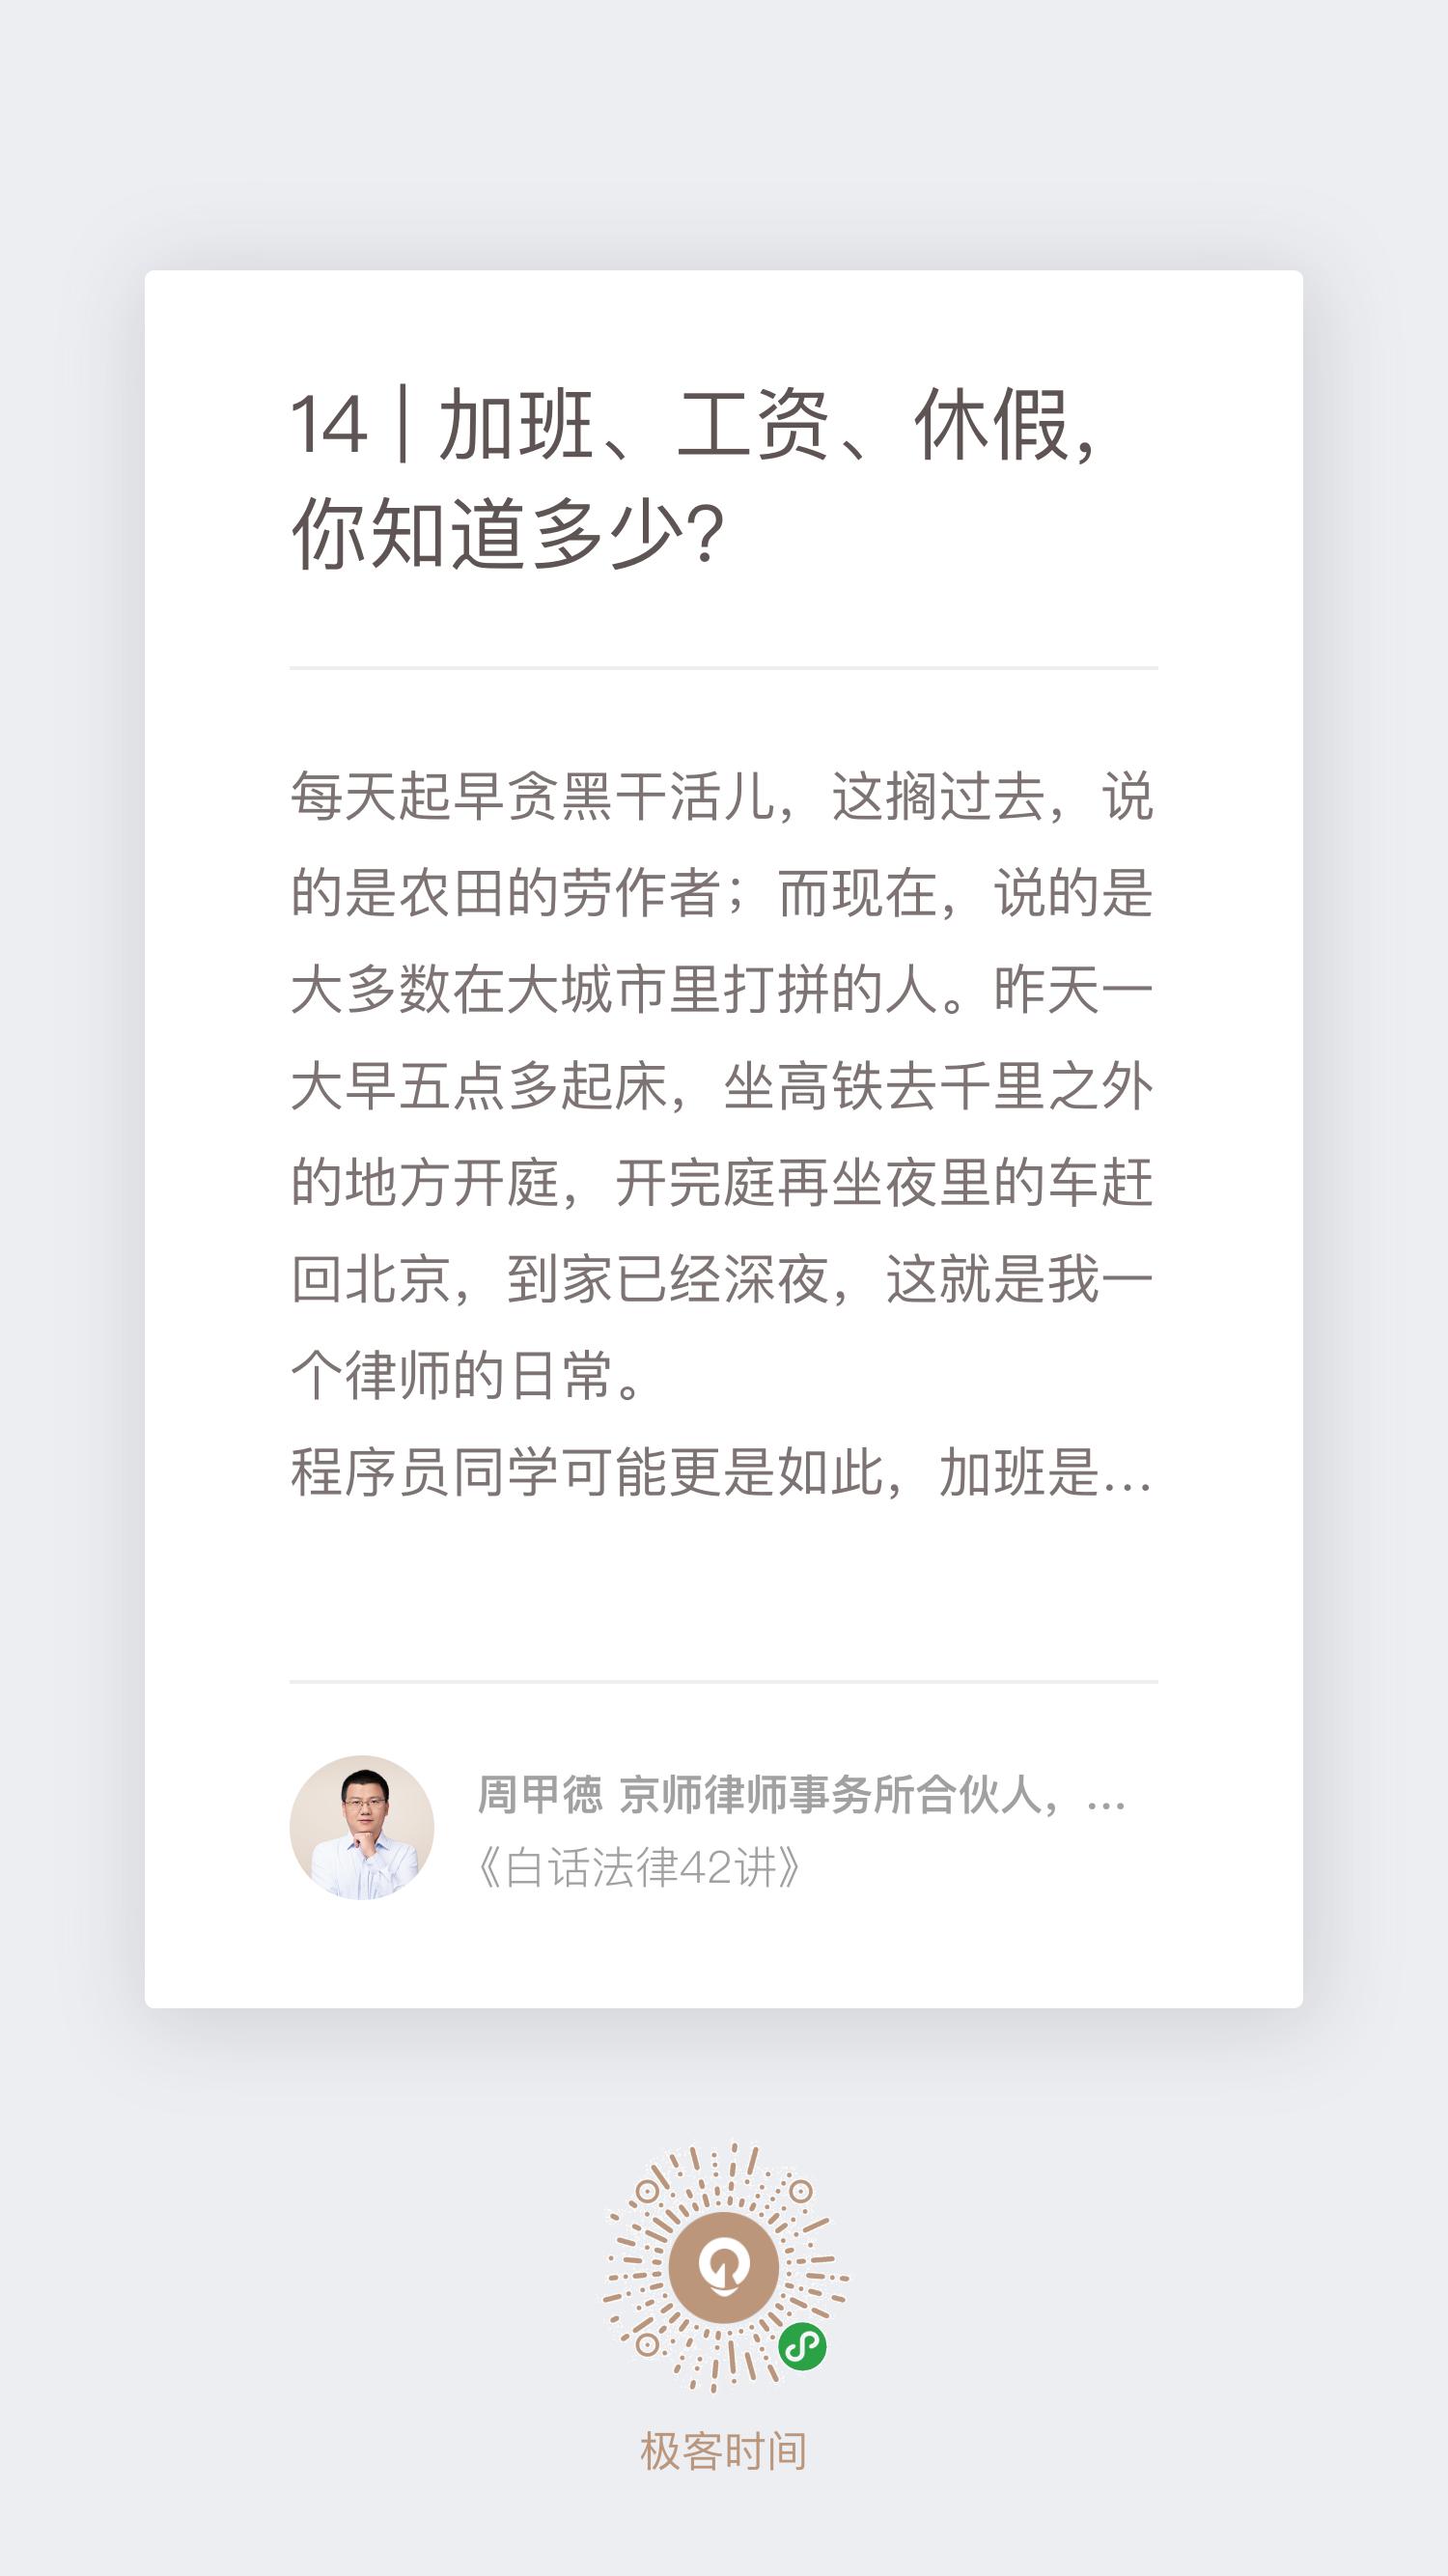 14 | 加班、工资、休假，
你知道多少？
每天起早贪黑干活儿，这搁过去，说
的是农田的劳作者；而现在，说的是
大多数在大城市里打拼的人。昨天一
大早五点多起床，坐高铁去千里之外
的地方开庭，开完庭再坐夜里的车赶
回北京，到家已经深夜，这就是我一
个律师的日常。
程序员同学可能更是如此，加班是...
周甲徳 京师律师事务所合伙人，...
《白话法律42讲》
极客时间